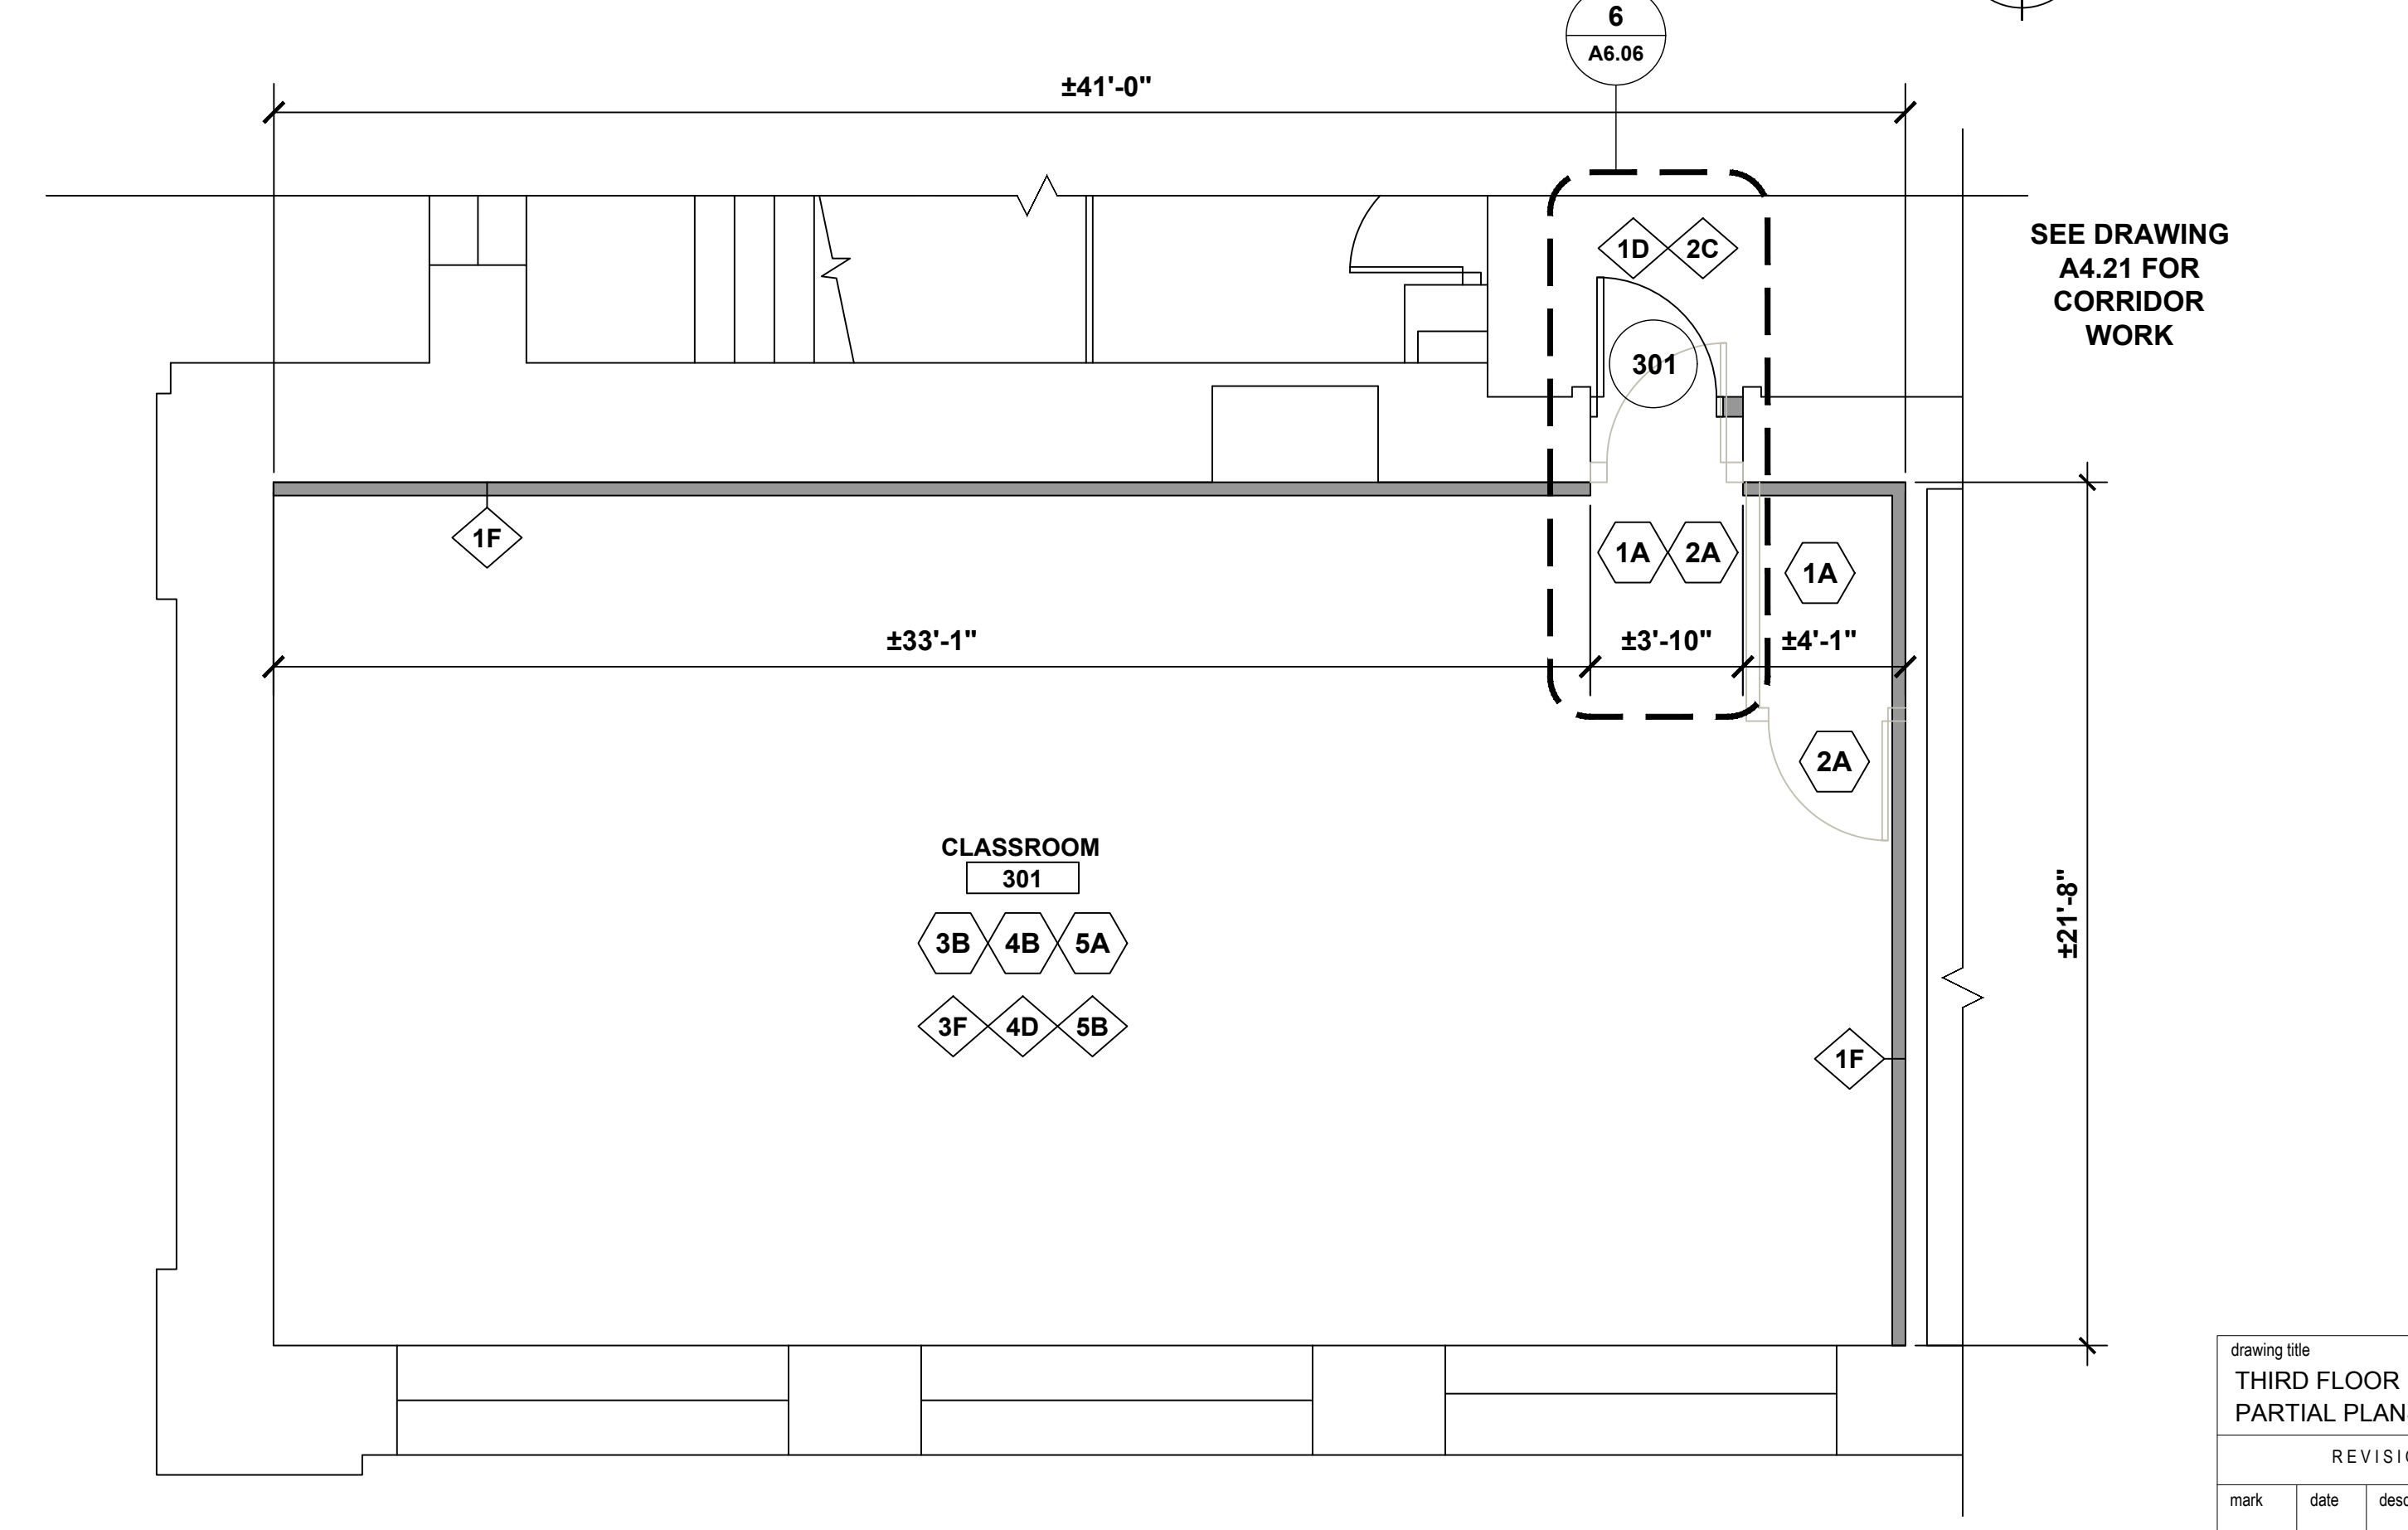 6
A6.06
±41'-0"
SEE DRAWING
A4.21 FOR
CORRIDOR
WORK
1D 2C
301
1F
1A 2A
1A
±33'-1"
±3'-10"
±4'-1"
2A
CLASSROOM
301
3B 4B 5A
3F 4D 5B
±21'-8"
1F
drawing title
THIRD FLOOR
PARTIAL PLAN
mark date